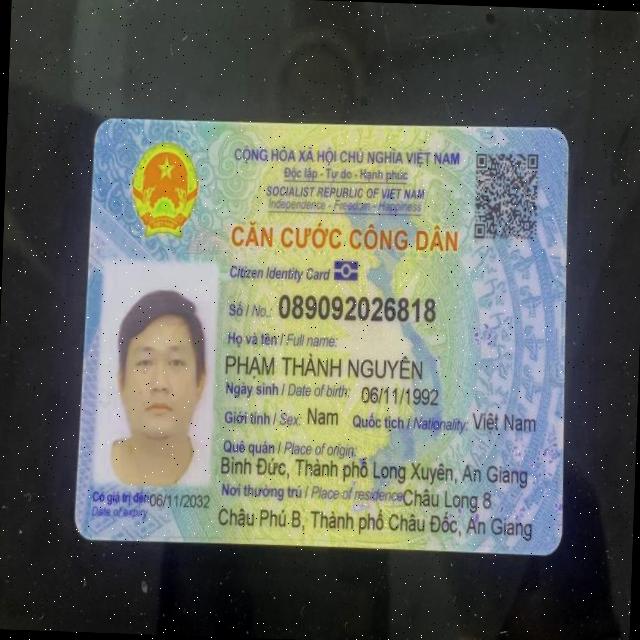 CỘNG HÒA XÃ HỘI CHỦ NGHĨA VIỆT NAM
Độc lập - Tự do - Hạnh phúc
SOCIALIST REPUBLIC OF VIET NAM
Independence - Freedom - Happiness
CĂN CƯỚC CÔNG DÂN
Citizen Identity Card
Số / No.: 089092026818
Họ và tên / Full name:
PHẠM THÀNH NGUYÊN
Ngày sinh / Date of birth: 06/11/1992
Giới tính / Sex: Nam Quốc tịch / Nationality: Việt Nam
Quê quán / Place of origin:
Bình Đức, Thành phố Long Xuyên, An Giang
Nơi thường trú / Place of residence Châu Long 8
Châu Phú B, Thành phố Châu Đốc, An Giang
Có giá trị đến: 06/11/2032
Date of expiry